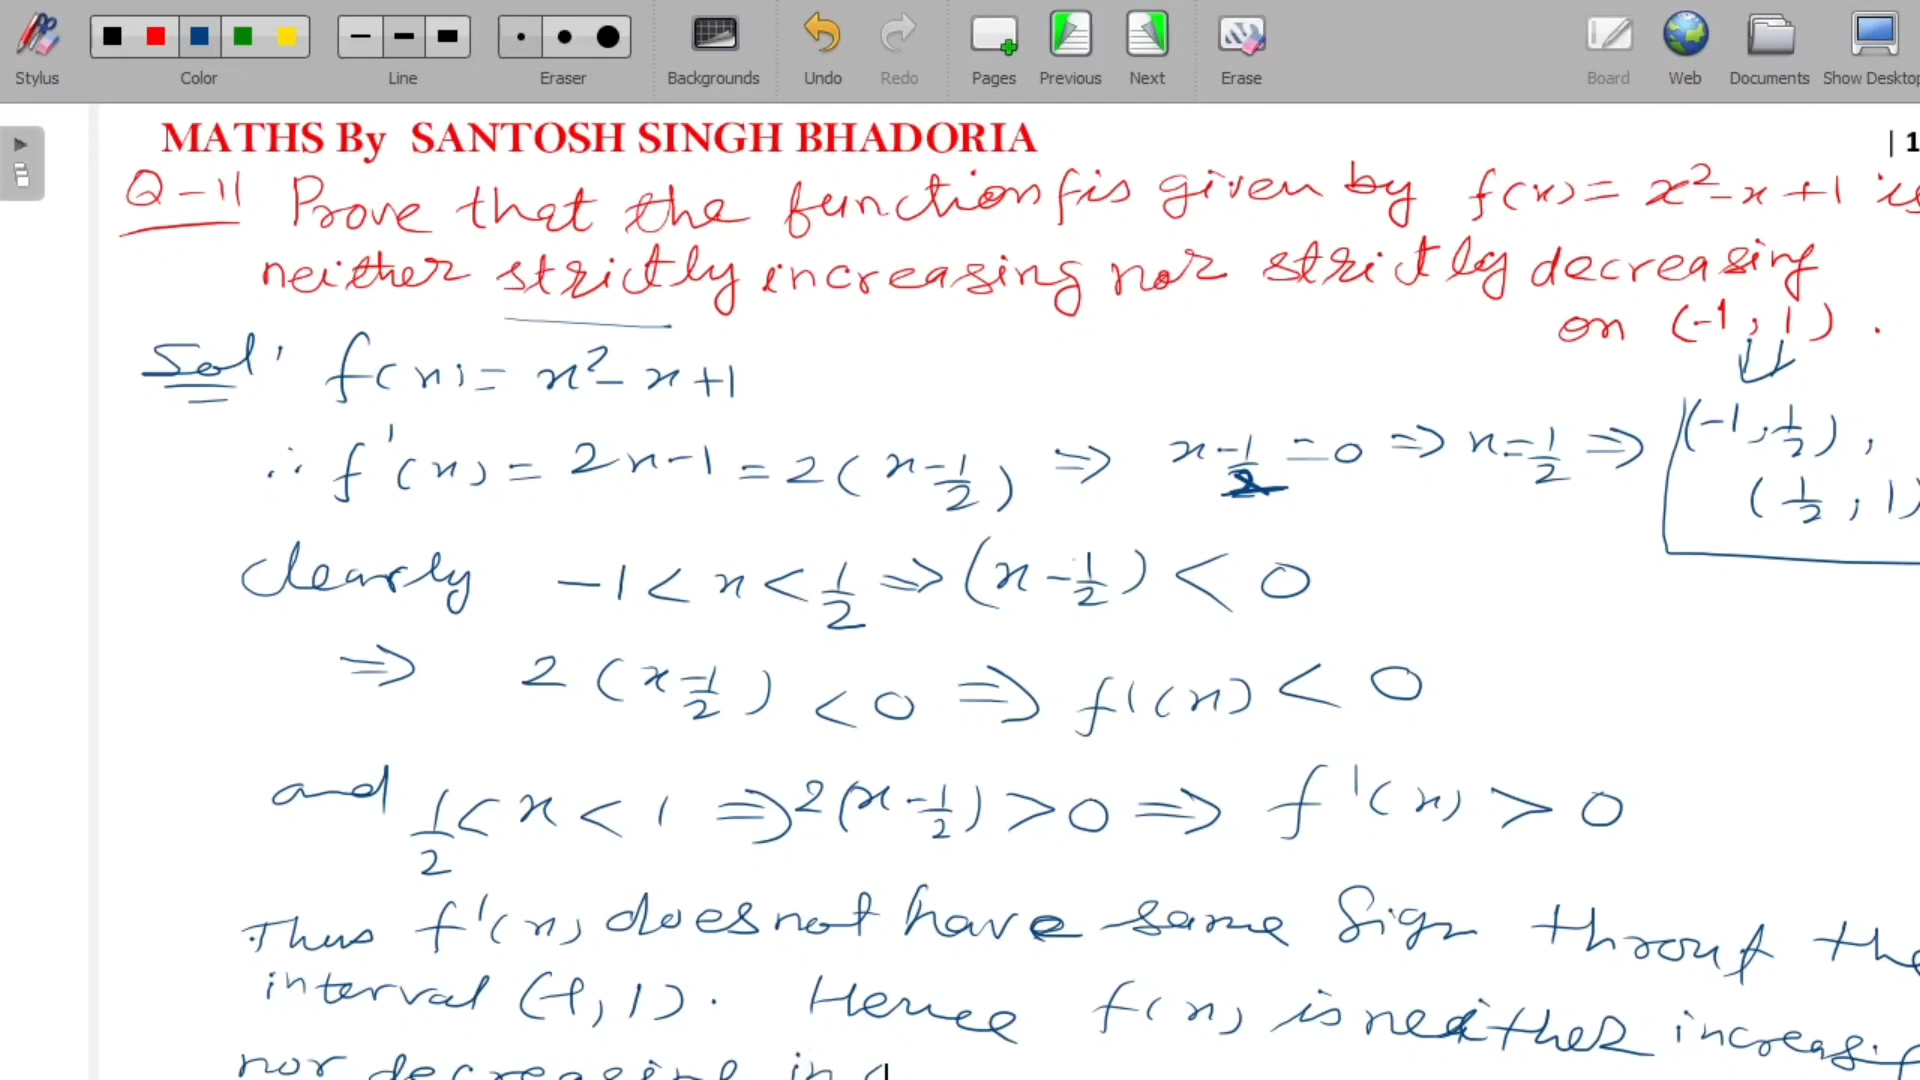 Stylus Color Line Eraser Backgrounds Undo Redo Pages Previous Next Erase Board Web Documents Show Desktop
MATHS By SANTOSH SINGH BHADORIA | 1
Q-11 Prove that the function f is given by f(x) = x² - x + 1 is
neither strictly increasing nor strictly decreasing
on (-1, 1).
Sol' f(x) = x² - x + 1
∴ f'(x) = 2x - 1 = 2(x - 1/2) ⇒ x - 1/2 = 0 ⇒ x = 1/2 ⇒ (-1, 1/2),
(1/2, 1)
clearly -1 < x < 1/2 ⇒ (x - 1/2) < 0
⇒ 2(x - 1/2) < 0 ⇒ f'(x) < 0
and 1/2 < x < 1 ⇒ 2(x - 1/2) > 0 ⇒ f'(x) > 0
Thus f'(x) does not have same sign throut the
interval (-1, 1). Hence f(x) is neither increasing
nor decreasing in (